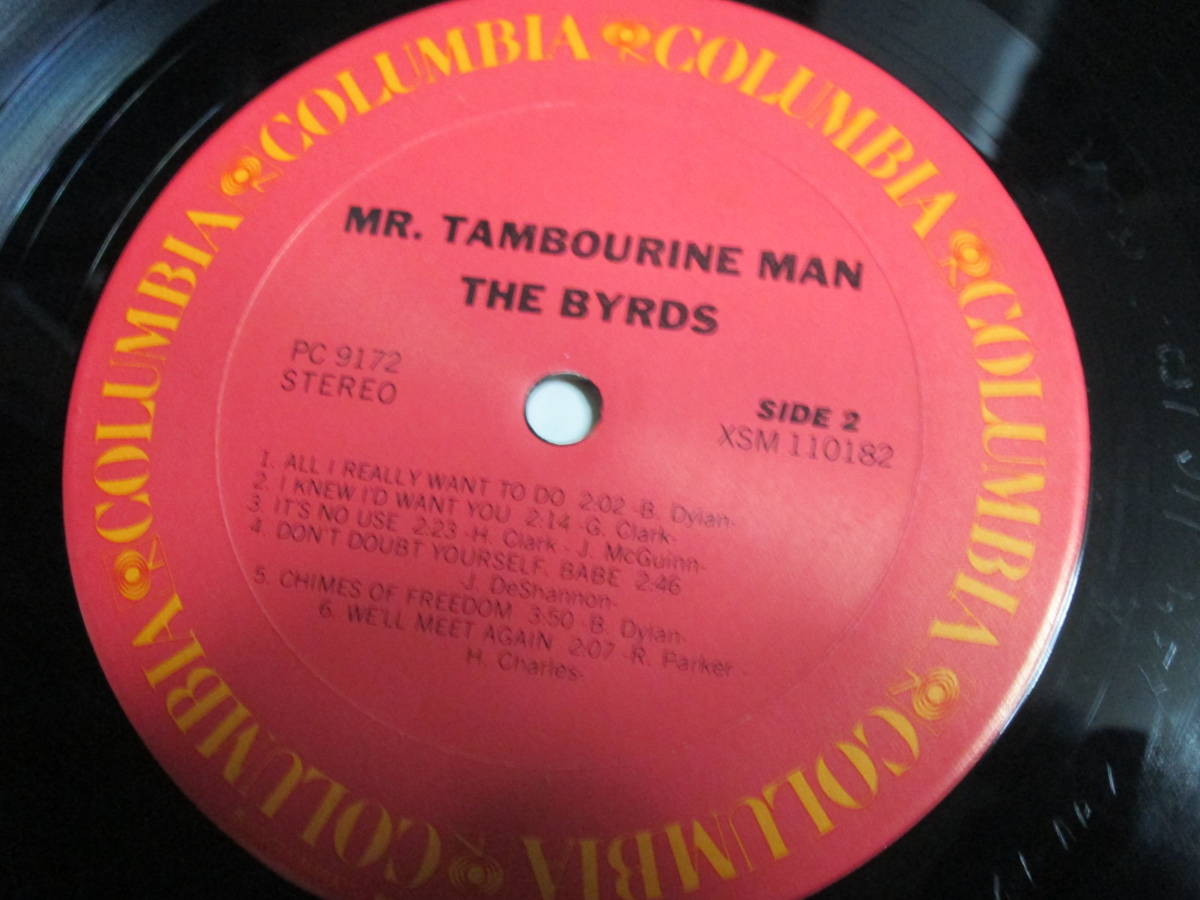 COLUMBIA COLUMBIA COLUMBIA COLUMBIA COLUMBIA COLUMBIA COLUMBIA COLUMBIA
MR. TAMBOURINE MAN
THE BYRDS
PC 9172
STEREO
SIDE 2
XSM 110182
1. ALL I REALLY WANT TO DO 2:02 -B. Dylan-
2. I KNEW I'D WANT YOU 2:14 -G. Clark-
3. IT'S NO USE 2:23 -H. Clark - J. McGuinn-
4. DON'T DOUBT YOURSELF, BABE 2:46
-J. DeShannon-
5. CHIMES OF FREEDOM 3:50 -B. Dylan-
6. WE'LL MEET AGAIN 2:07 -R. Parker -
H. Charles-